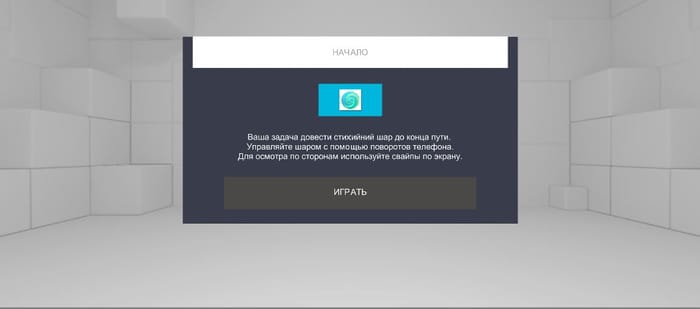 НАЧАЛО
Ваша задача довести стихийный шар до конца пути.
Управляйте шаром с помощью поворотов телефона.
Для осмотра по сторонам используйте свайпы по экрану.
ИГРАТЬ